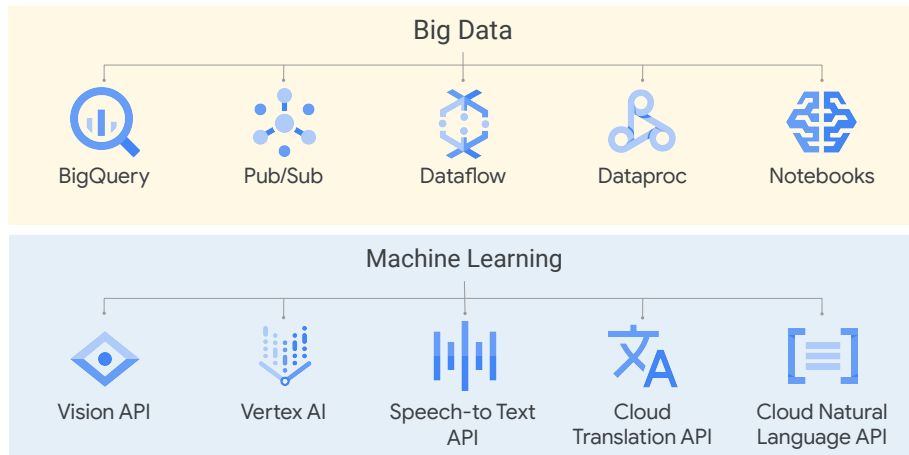 Big Data
BigQuery
Pub/Sub
Dataflow
Dataproc
Notebooks
Machine Learning
Vision API
Vertex AI
Speech-to Text
API
Cloud
Translation API
Cloud Natural
Language API